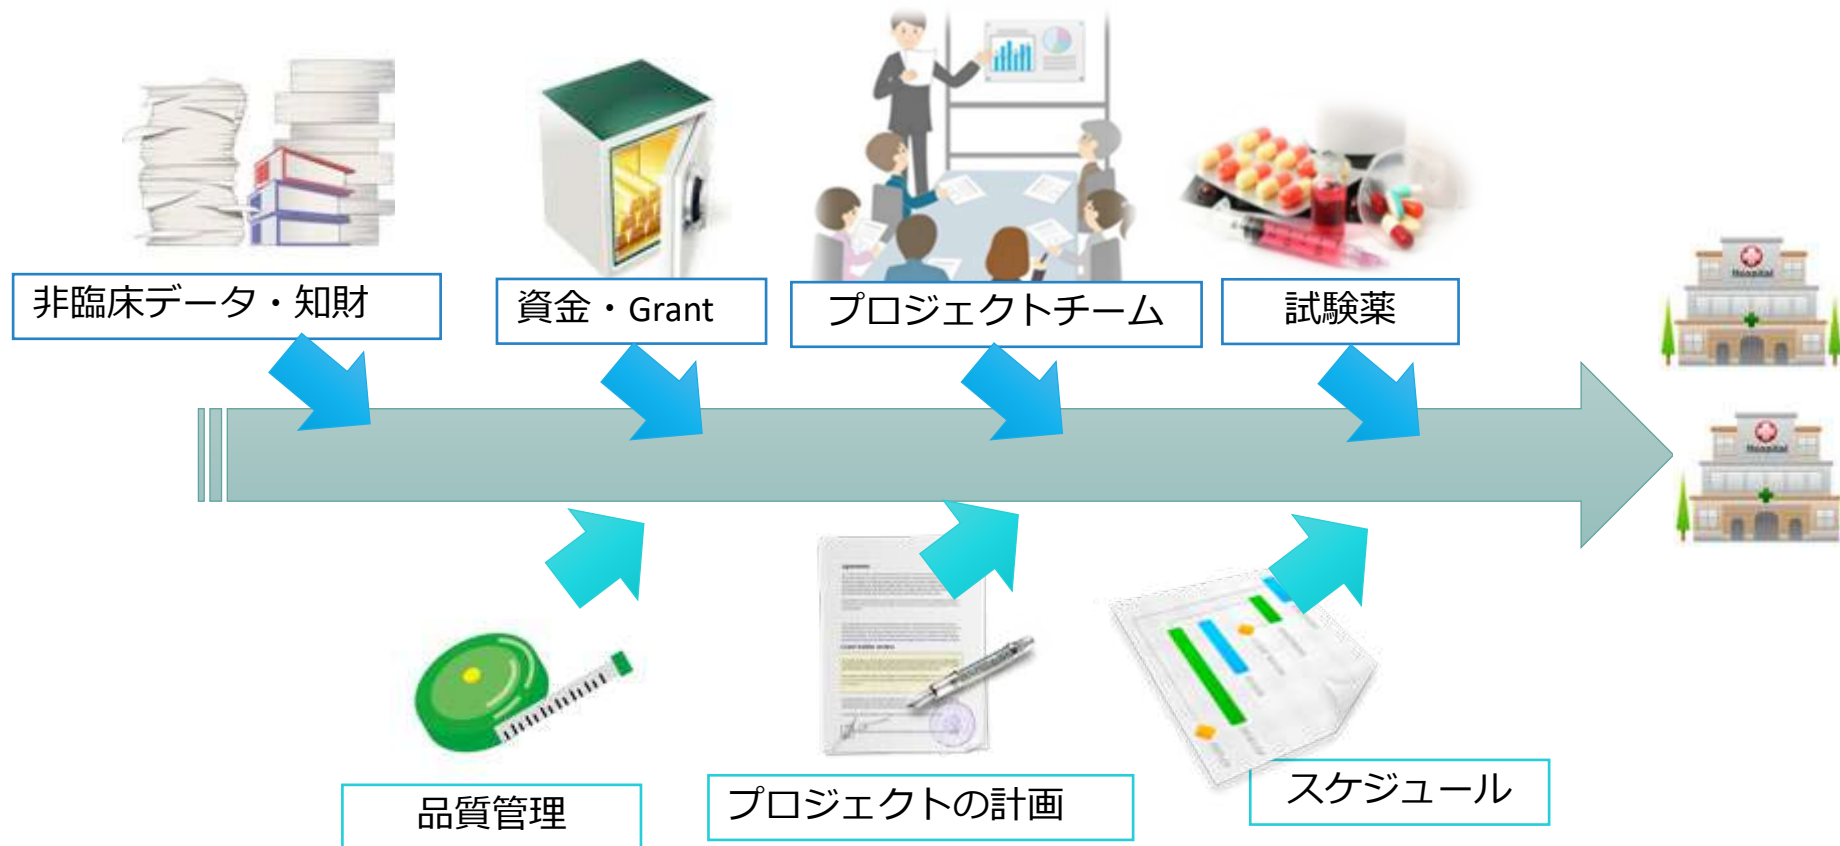 非臨床データ・知財
資金・Grant
プロジェクトチーム
試験薬
Hospital
Hospital
品質管理
プロジェクトの計画
スケジュール